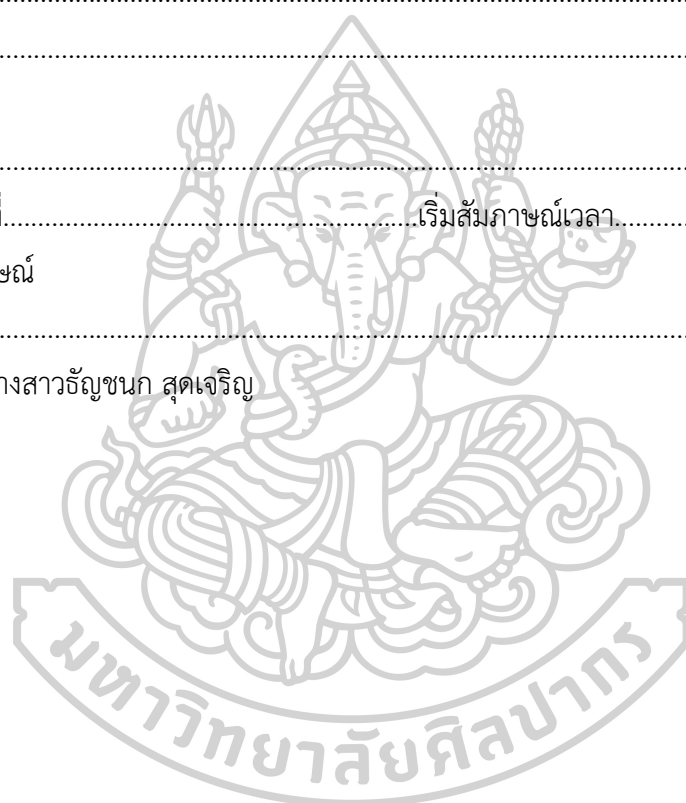 ................................................................................
................................................................................
................................................................................
ที่................................................เริ่มสัมภาษณ์เวลา............
ษณ์
................................................................................
างสาวธัญชนก สุดเจริญ
มหาวิทยาลัยศิลปากร